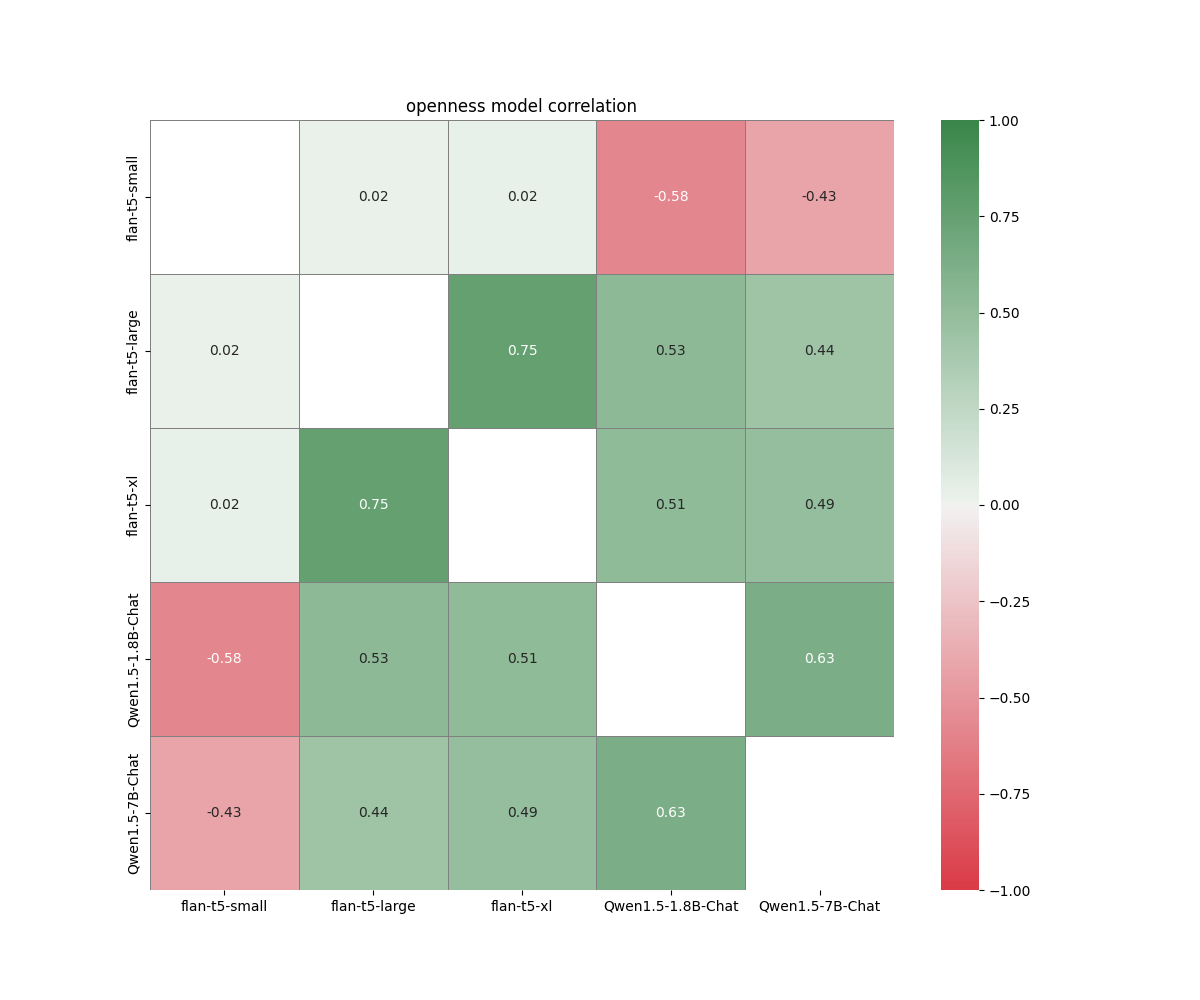 openness model correlation
flan-t5-small
0.02 0.02 -0.58 -0.43
flan-t5-large
0.02 0.75 0.53 0.44
flan-t5-xl
0.02 0.75 0.51 0.49
Qwen1.5-1.8B-Chat
-0.58 0.53 0.51 0.63
Qwen1.5-7B-Chat
-0.43 0.44 0.49 0.63
flan-t5-small flan-t5-large flan-t5-xl Qwen1.5-1.8B-Chat Qwen1.5-7B-Chat
1.00
0.75
0.50
0.25
0.00
−0.25
−0.50
−0.75
−1.00